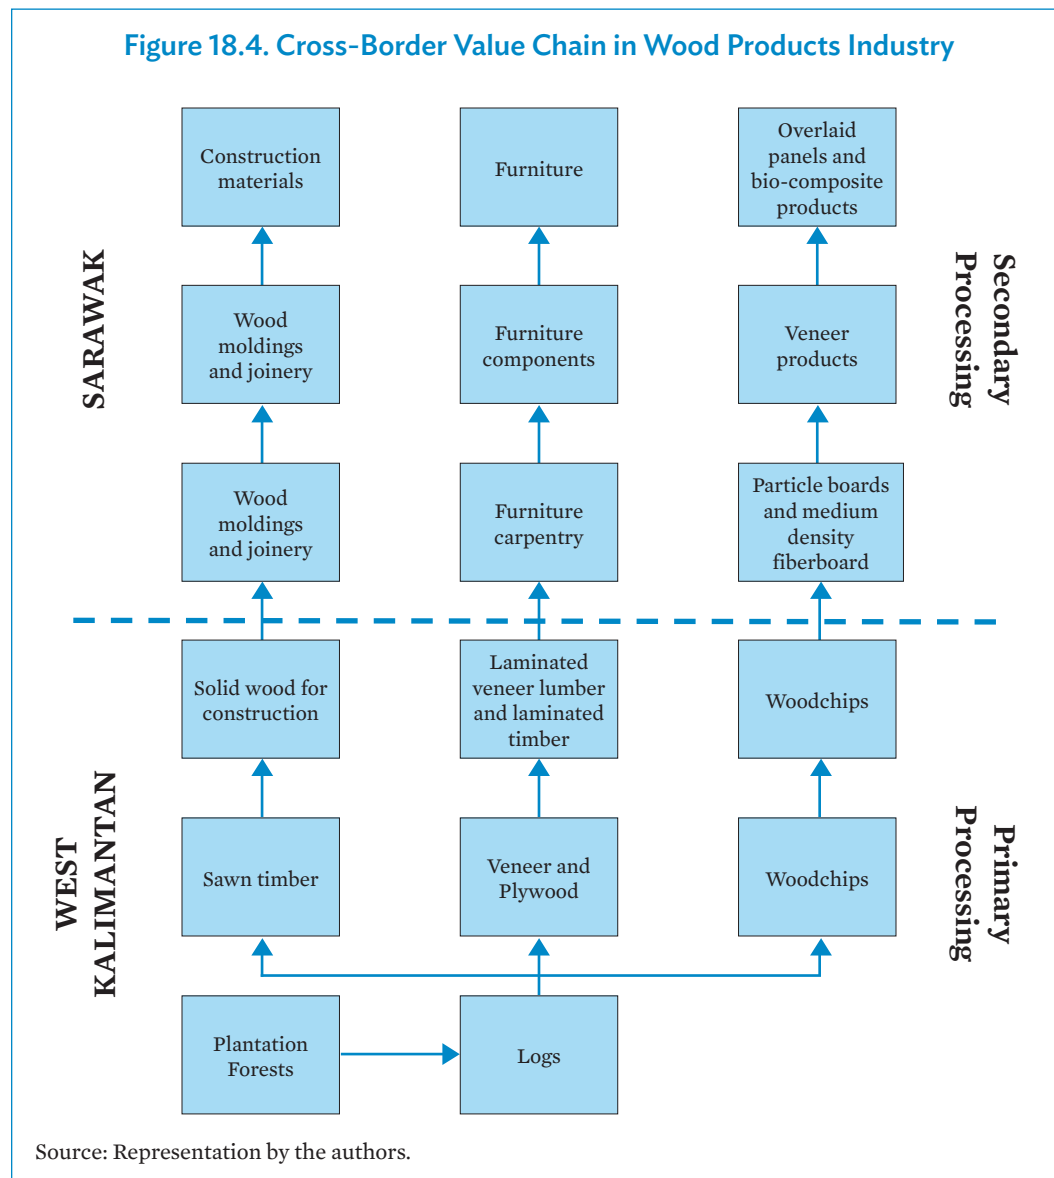 Figure 18.4. Cross-Border Value Chain in Wood Products Industry
Construction
materials
Furniture
Overlaid
panels and
bio-composite
products
SARAWAK
Secondary
Processing
Wood
moldings
and joinery
Furniture
components
Veneer
products
Wood
moldings
and joinery
Furniture
carpentry
Particle boards
and medium
density
fiberboard
Solid wood for
construction
Laminated
veneer lumber
and laminated
timber
Woodchips
WEST
KALIMANTAN
Primary
Processing
Sawn timber
Veneer and
Plywood
Woodchips
Plantation
Forests
Logs
Source: Representation by the authors.